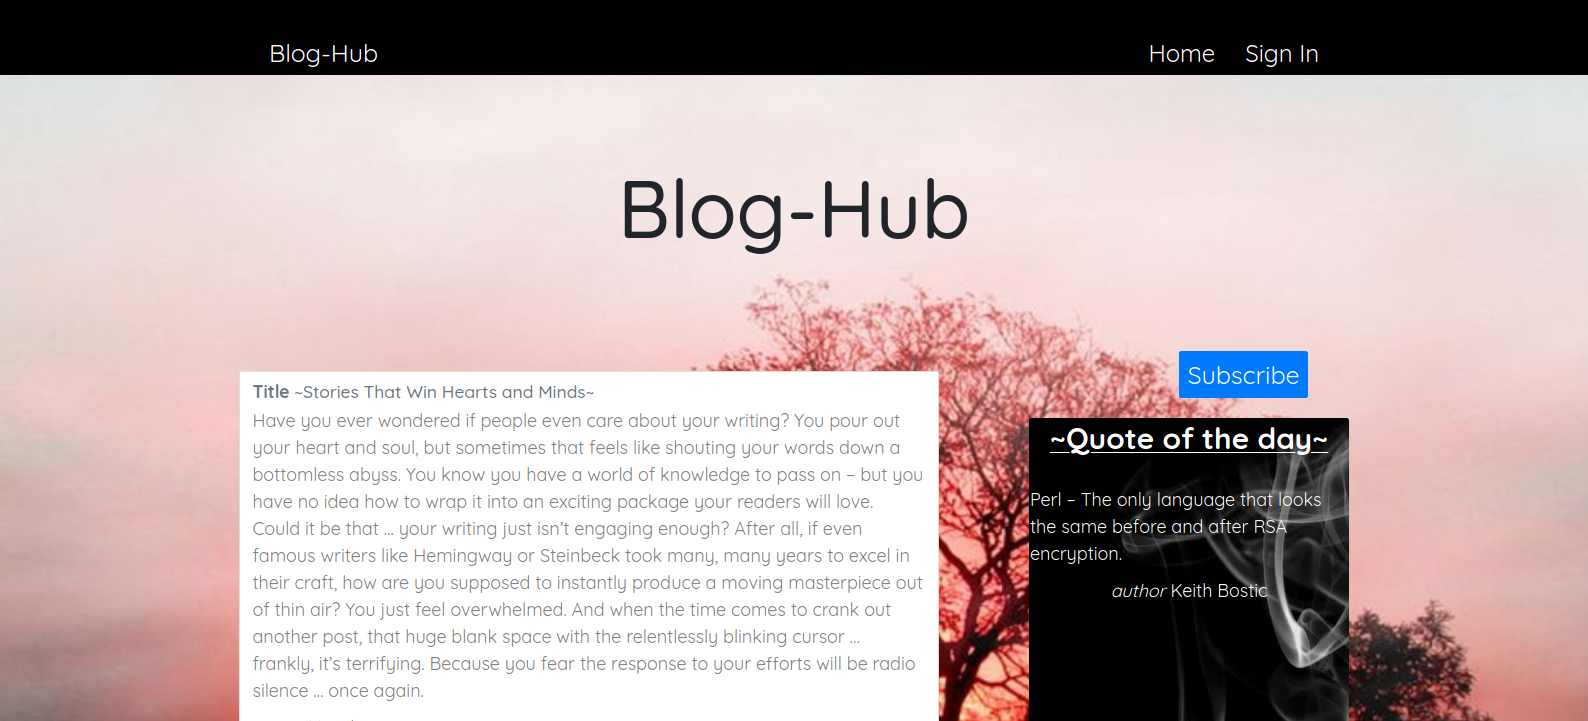 Blog-Hub
Home
Sign In
Blog-Hub
Title ~Stories That Win Hearts and Minds~
Have you ever wondered if people even care about your writing? You pour out
your heart and soul, but sometimes that feels like shouting your words down a
bottomless abyss. You know you have a world of knowledge to pass on – but you
have no idea how to wrap it into an exciting package your readers will love.
Could it be that ... your writing just isn’t engaging enough? After all, if even
famous writers like Hemingway or Steinbeck took many, many years to excel in
their craft, how are you supposed to instantly produce a moving masterpiece out
of thin air? You just feel overwhelmed. And when the time comes to crank out
another post, that huge blank space with the relentlessly blinking cursor ...
frankly, it’s terrifying. Because you fear the response to your efforts will be radio
silence ... once again.
Subscribe
~Quote of the day~
Perl – The only language that looks
the same before and after RSA
encryption.
author Keith Bostic